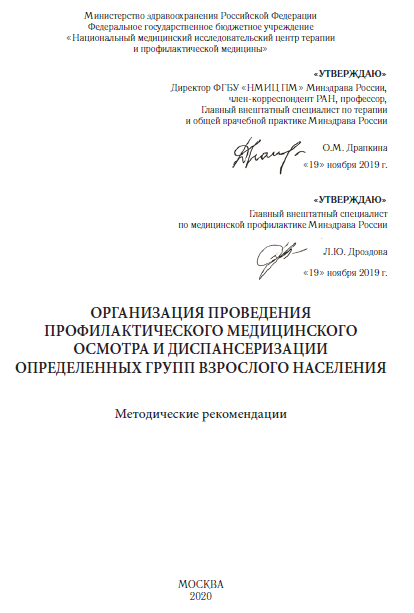 Министерство здравоохранения Российской Федерации
Федеральное государственное бюджетное учреждение
«Национальный медицинский исследовательский центр терапии
и профилактической медицины»
«УТВЕРЖДАЮ»
Директор ФГБУ «НМИЦ ПМ» Минздрава России,
член-корреспондент РАН, профессор,
Главный внештатный специалист по терапии
и общей врачебной практике Минздрава России
О.М. Драпкина
«19» ноября 2019 г.
«УТВЕРЖДАЮ»
Главный внештатный специалист
по медицинской профилактике Минздрава России
Л.Ю. Дроздова
«19» ноября 2019 г.
ОРГАНИЗАЦИЯ ПРОВЕДЕНИЯ
ПРОФИЛАКТИЧЕСКОГО МЕДИЦИНСКОГО
ОСМОТРА И ДИСПАНСЕРИЗАЦИИ
ОПРЕДЕЛЕННЫХ ГРУПП ВЗРОСЛОГО НАСЕЛЕНИЯ
Методические рекомендации
МОСКВА
2020